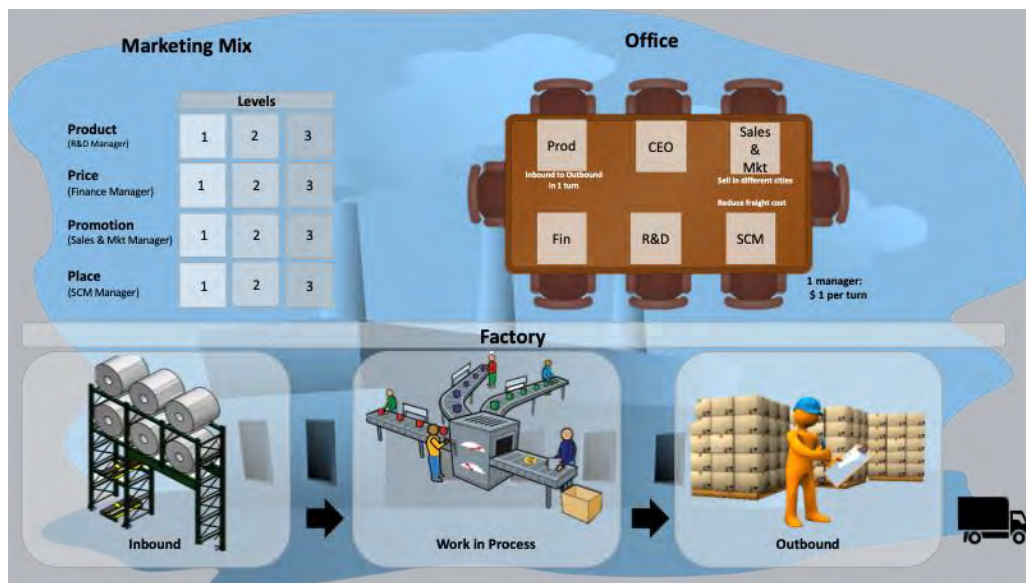 Marketing Mix
Office
Levels
Product
(R&D Manager)
1 2 3
Price
(Finance Manager)
1 2 3
Promotion
(Sales & Mkt Manager)
1 2 3
Place
(SCM Manager)
1 2 3
Prod
CEO
Sales
&
Mkt
Inbound to Outbound
in 1 turn
Sell in different cities
Reduce freight cost
Fin
R&D
SCM
1 manager:
$ 1 per turn
Factory
Inbound
Work in Process
Outbound